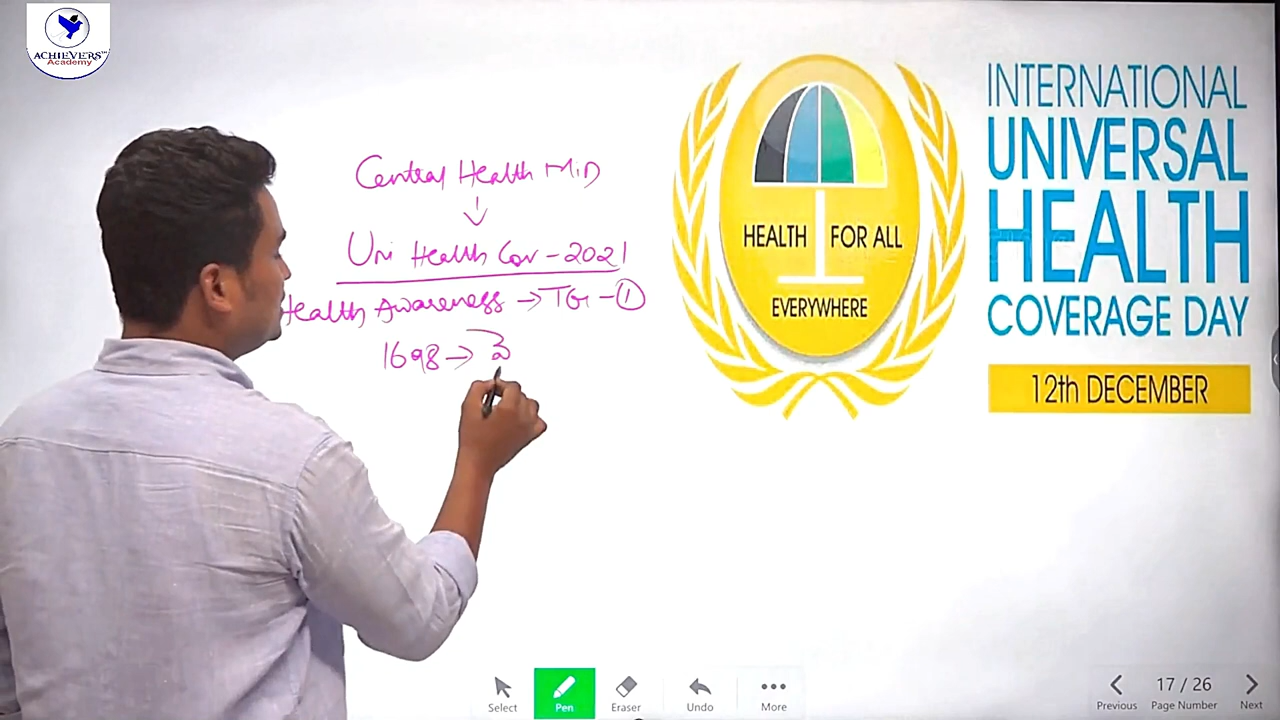 ACHIEVERS™
Academy
Central Health Min
Uni Health Cov - 2021
Health Awareness → TG - 1
1698 →
HEALTH FOR ALL
EVERYWHERE
INTERNATIONAL
UNIVERSAL
HEALTH
COVERAGE DAY
12th DECEMBER
Select
Pen
Eraser
Undo
More
Previous
17 / 26
Page Number
Next